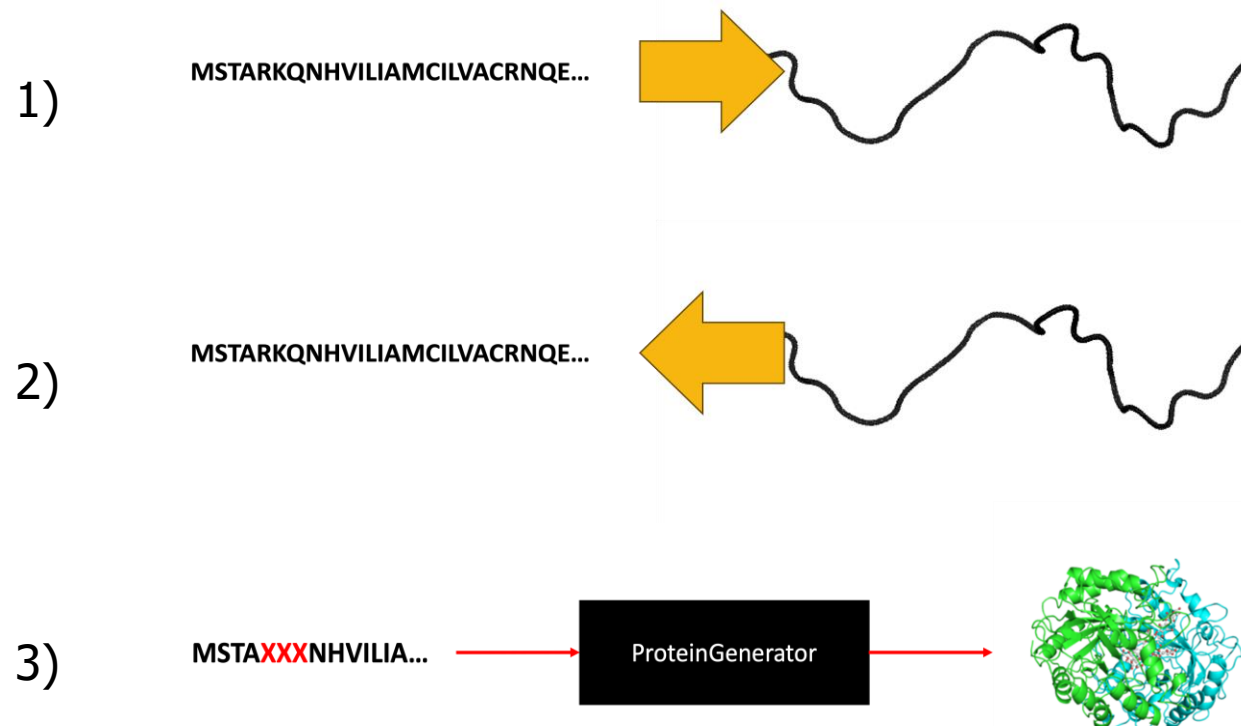 1)
MSTARKQNHVILIAMCILVACRNQE...
2)
MSTARKQNHVILIAMCILVACRNQE...
3)
MSTAXXXNHVILIA...
ProteinGenerator